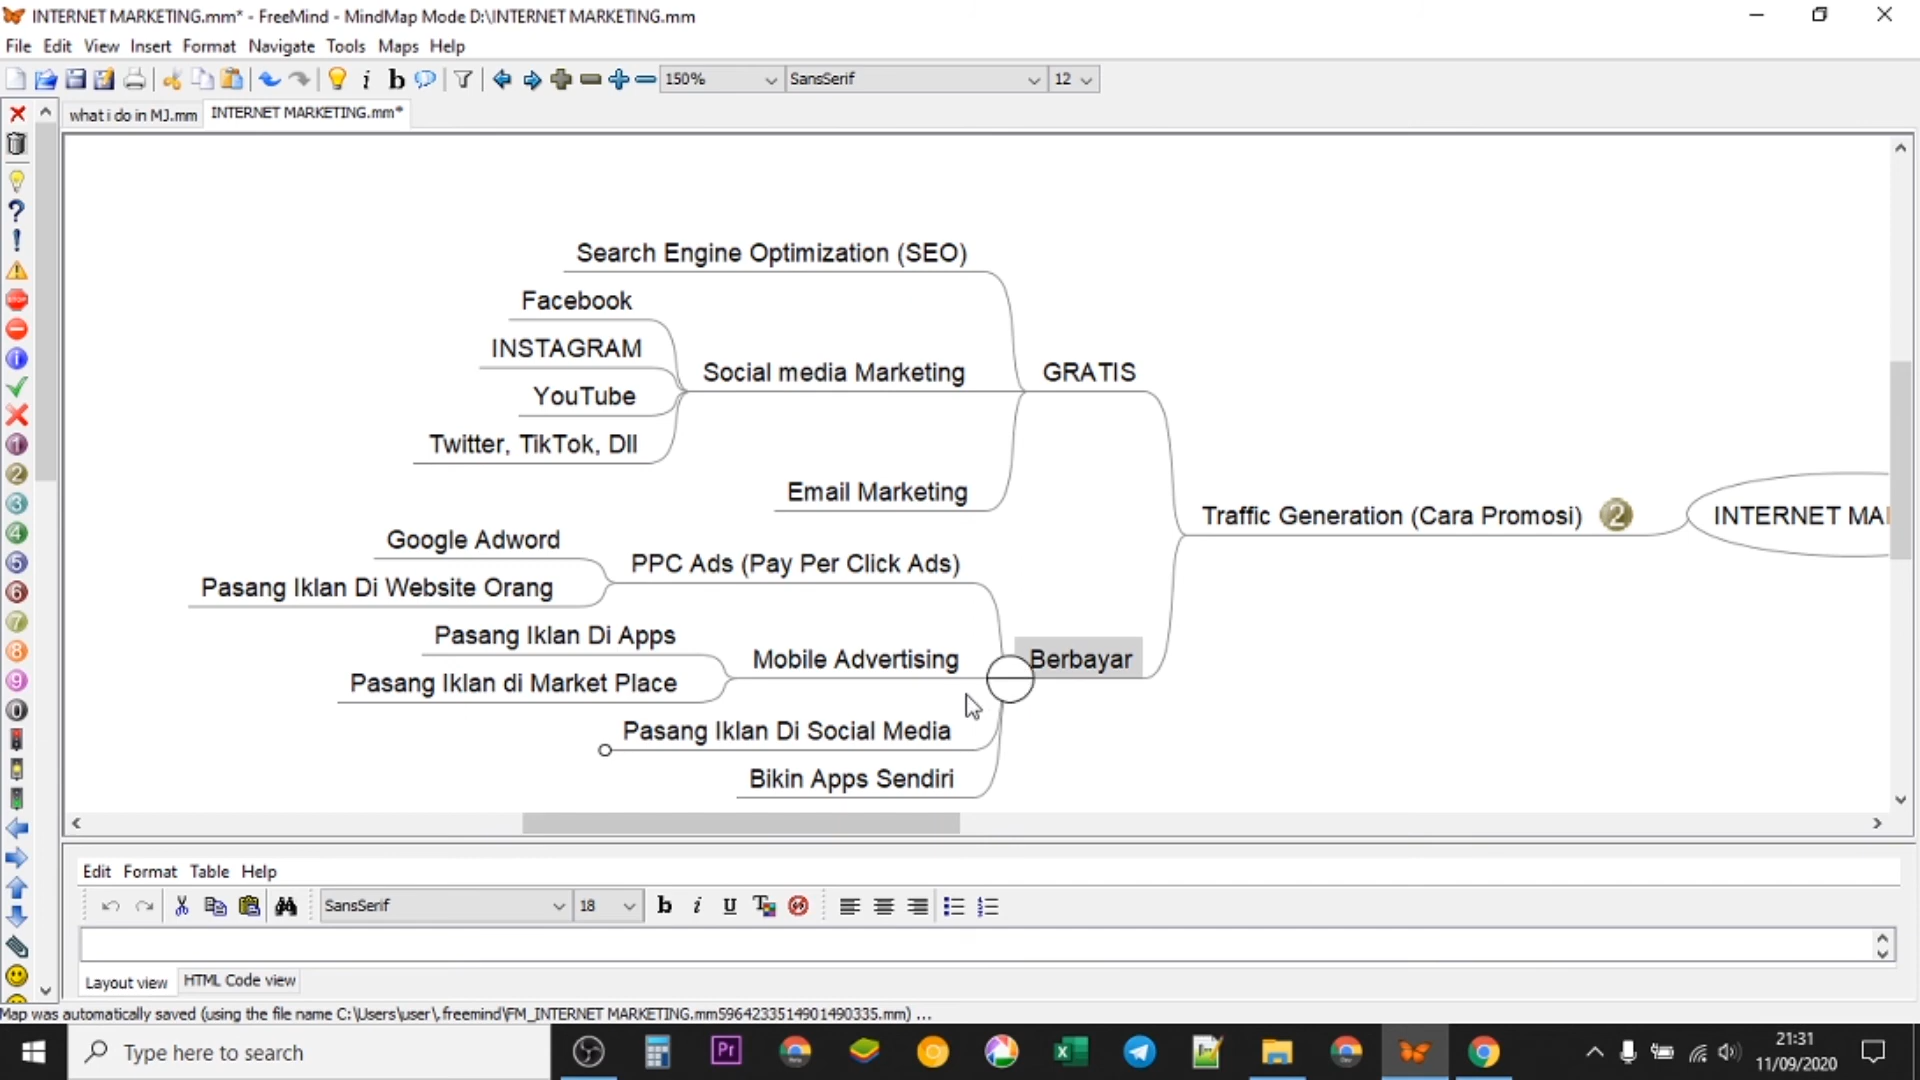 INTERNET MARKETING.mm* - FreeMind - MindMap Mode D:\INTERNET MARKETING.mm
File Edit View Insert Format Navigate Tools Maps Help
150% SansSerif 12
what i do in MJ.mm INTERNET MARKETING.mm*
Search Engine Optimization (SEO)
Facebook
INSTAGRAM
Social media Marketing
GRATIS
YouTube
Twitter, TikTok, Dll
Email Marketing
Traffic Generation (Cara Promosi) 2
INTERNET MA
Google Adword
PPC Ads (Pay Per Click Ads)
Pasang Iklan Di Website Orang
Pasang Iklan Di Apps
Mobile Advertising
Berbayar
Pasang Iklan di Market Place
Pasang Iklan Di Social Media
Bikin Apps Sendiri
Edit Format Table Help
SansSerif 18
Layout view HTML Code view
Map was automatically saved (using the file name C:\Users\user\.freemind\FM_INTERNET MARKETING.mm5964233514901490335.mm) ...
Type here to search
21:31
11/09/2020